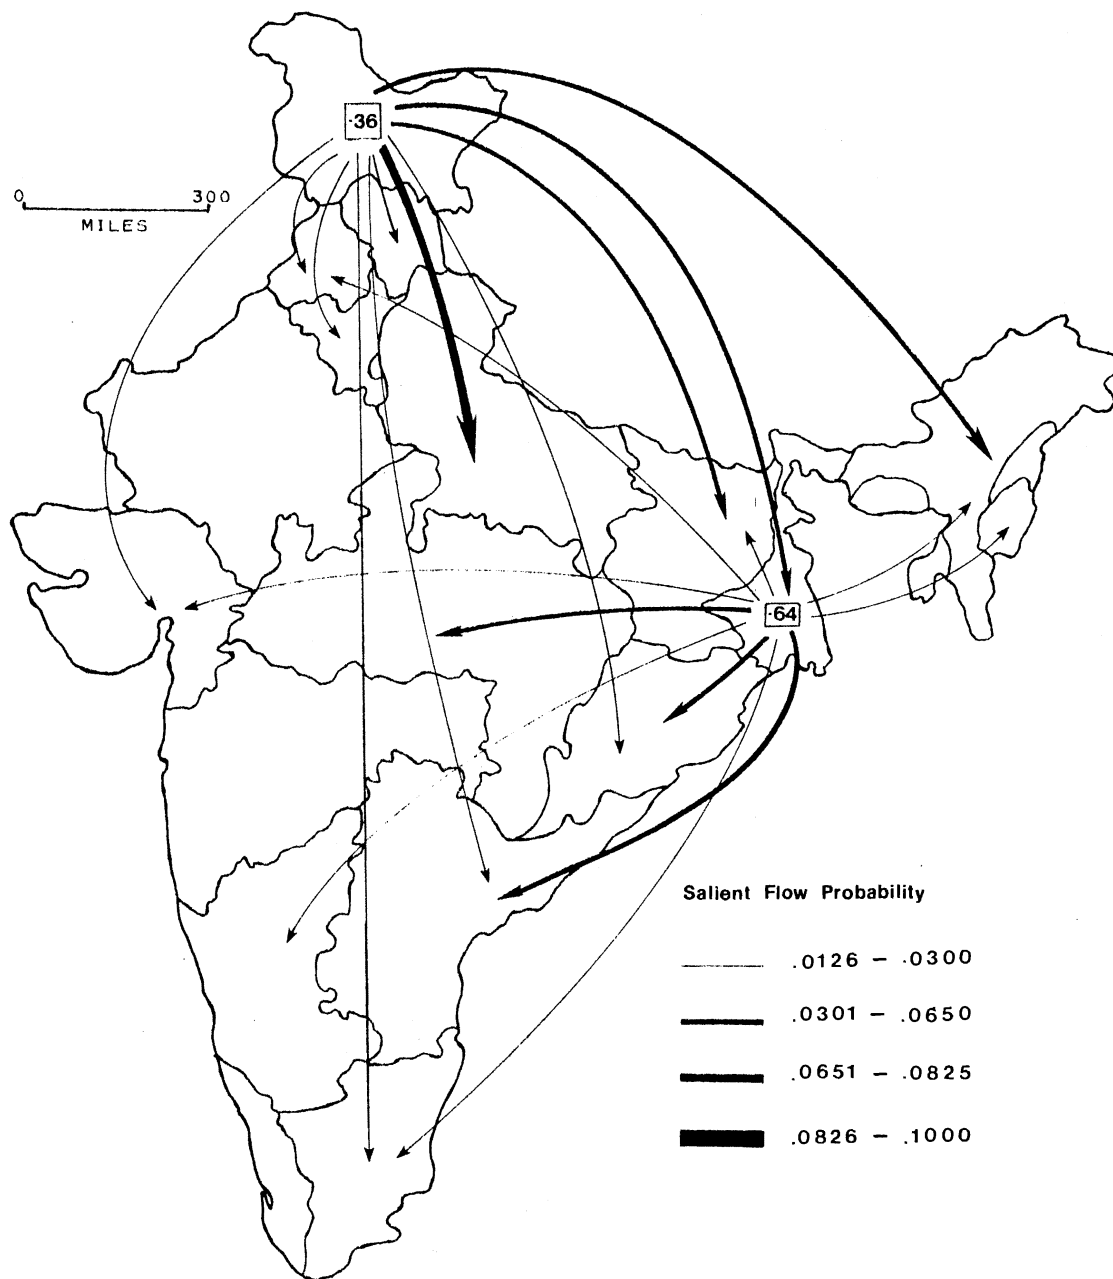 .36
0 300
MILES
.64
Salient Flow Probability
.0126 – .0300
.0301 – .0650
.0651 – .0825
.0826 – .1000